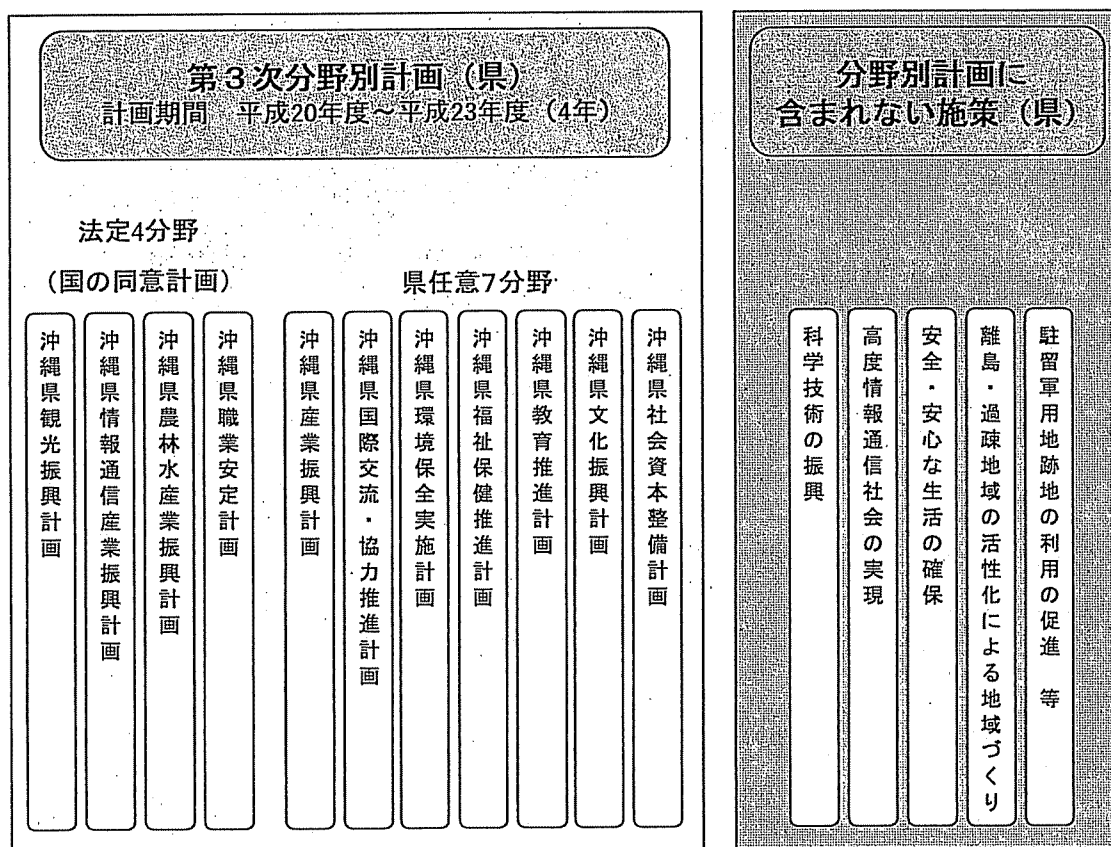 第3次分野別計画（県）
計画期間　平成20年度～平成23年度（4年）
法定4分野
（国の同意計画）
沖縄県観光振興計画
沖縄県情報通信産業振興計画
沖縄県農林水産業振興計画
沖縄県職業安定計画
県任意7分野
沖縄県産業振興計画
沖縄県国際交流・協力推進計画
沖縄県環境保全実施計画
沖縄県福祉保健推進計画
沖縄県教育推進計画
沖縄県文化振興計画
沖縄県社会資本整備計画
分野別計画に
含まれない施策（県）
科学技術の振興
高度情報通信社会の実現
安全・安心な生活の確保
離島・過疎地域の活性化による地域づくり
駐留軍用地跡地の利用の促進　等